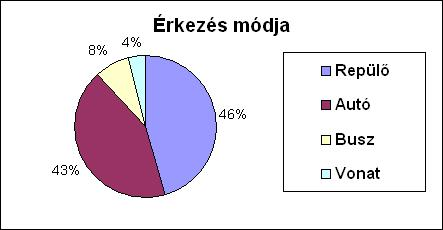 Érkezés módja
4%
8%
46%
43%
Repülő
Autó
Busz
Vonat